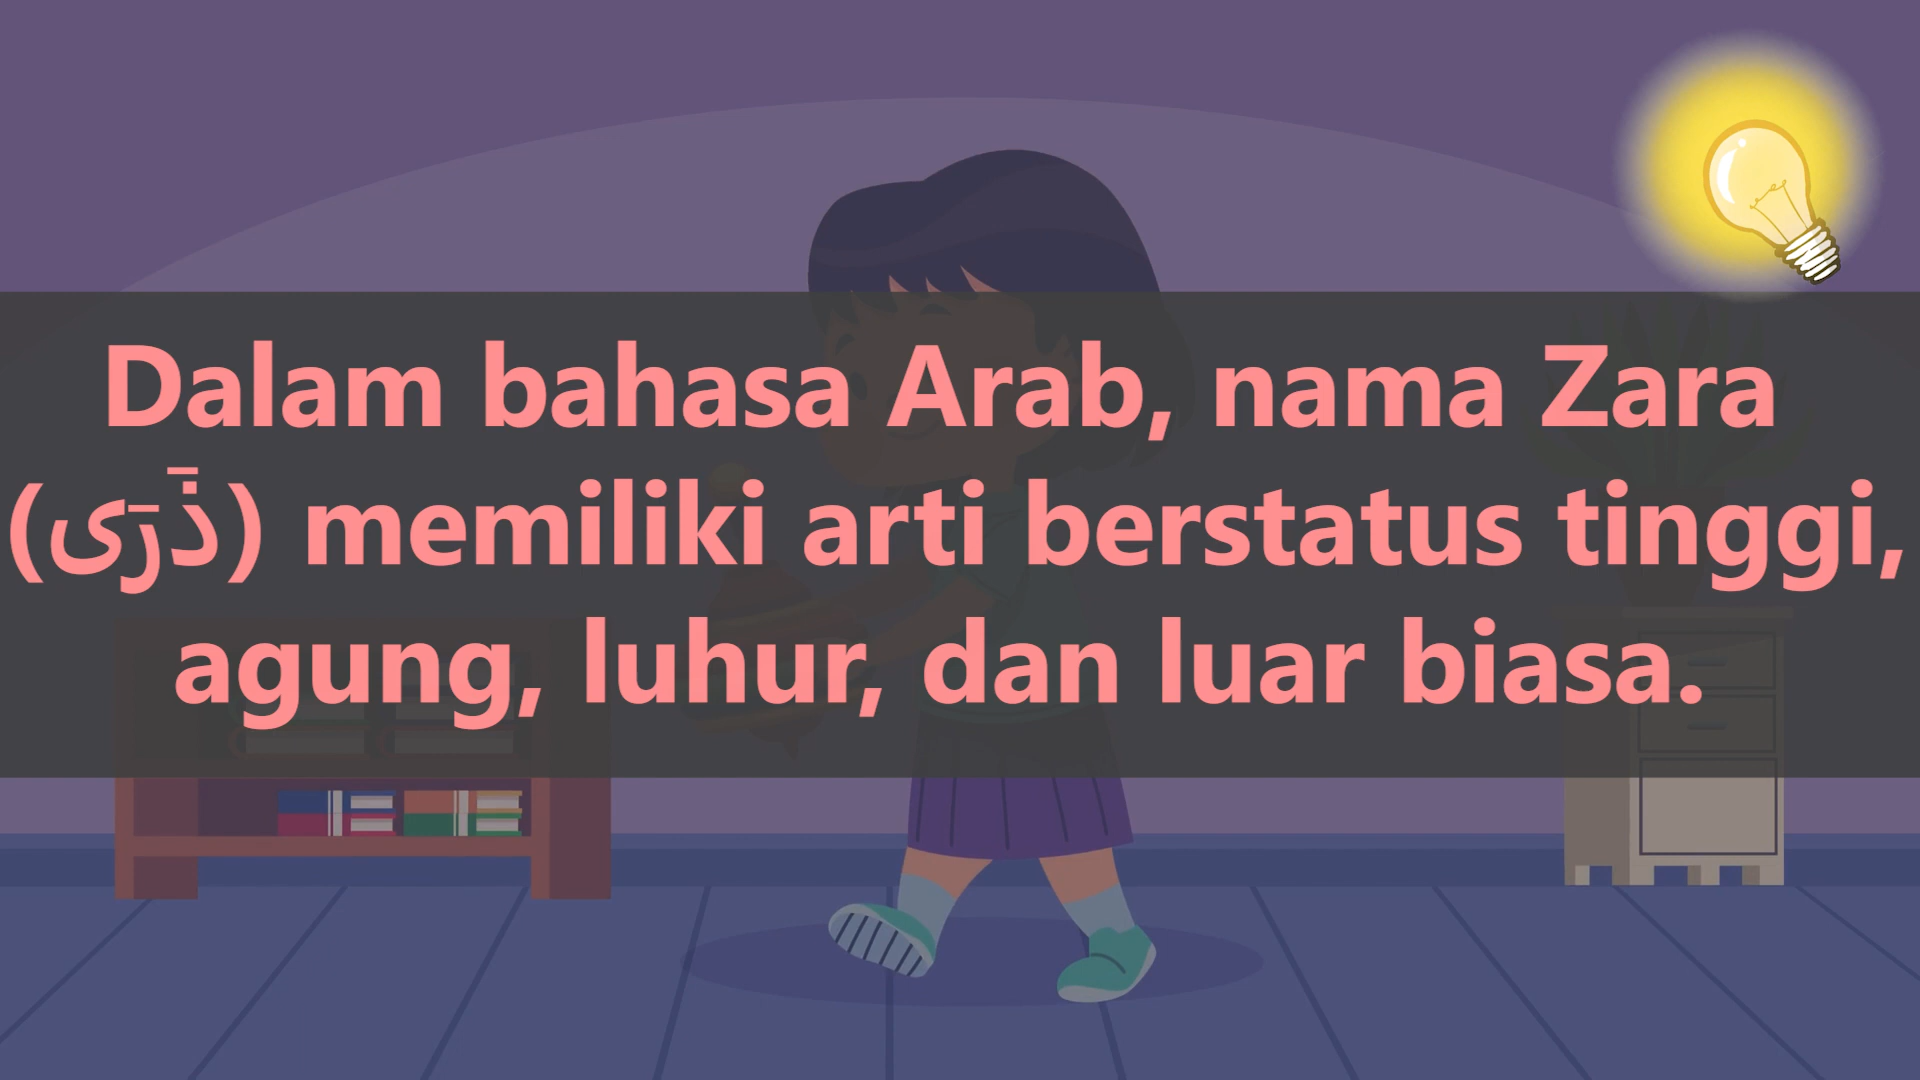 Dalam bahasa Arab, nama Zara
(ذَرَى) memiliki arti berstatus tinggi,
agung, luhur, dan luar biasa.